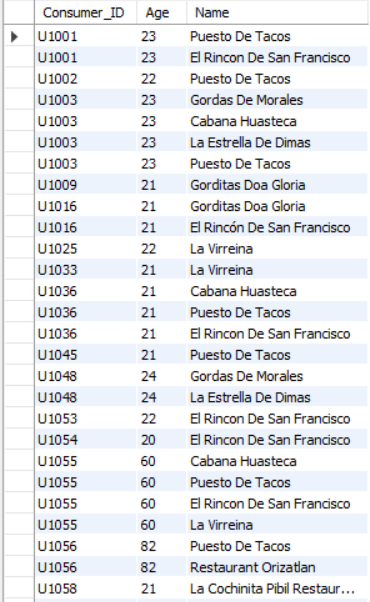 Consumer_ID Age Name
U1001 23 Puesto De Tacos
U1001 23 El Rincon De San Francisco
U1002 22 Puesto De Tacos
U1003 23 Gordas De Morales
U1003 23 Cabana Huasteca
U1003 23 La Estrella De Dimas
U1003 23 Puesto De Tacos
U1009 21 Gorditas Doa Gloria
U1016 21 Gorditas Doa Gloria
U1016 21 El Rincón De San Francisco
U1025 22 La Virreina
U1033 21 La Virreina
U1036 21 Cabana Huasteca
U1036 21 Puesto De Tacos
U1036 21 El Rincon De San Francisco
U1045 21 Puesto De Tacos
U1048 24 Gordas De Morales
U1048 24 La Estrella De Dimas
U1053 22 El Rincon De San Francisco
U1054 20 El Rincon De San Francisco
U1055 60 Cabana Huasteca
U1055 60 Puesto De Tacos
U1055 60 El Rincon De San Francisco
U1055 60 La Virreina
U1056 82 Puesto De Tacos
U1056 82 Restaurant Orizatlan
U1058 21 La Cochinita Pibil Restaur...